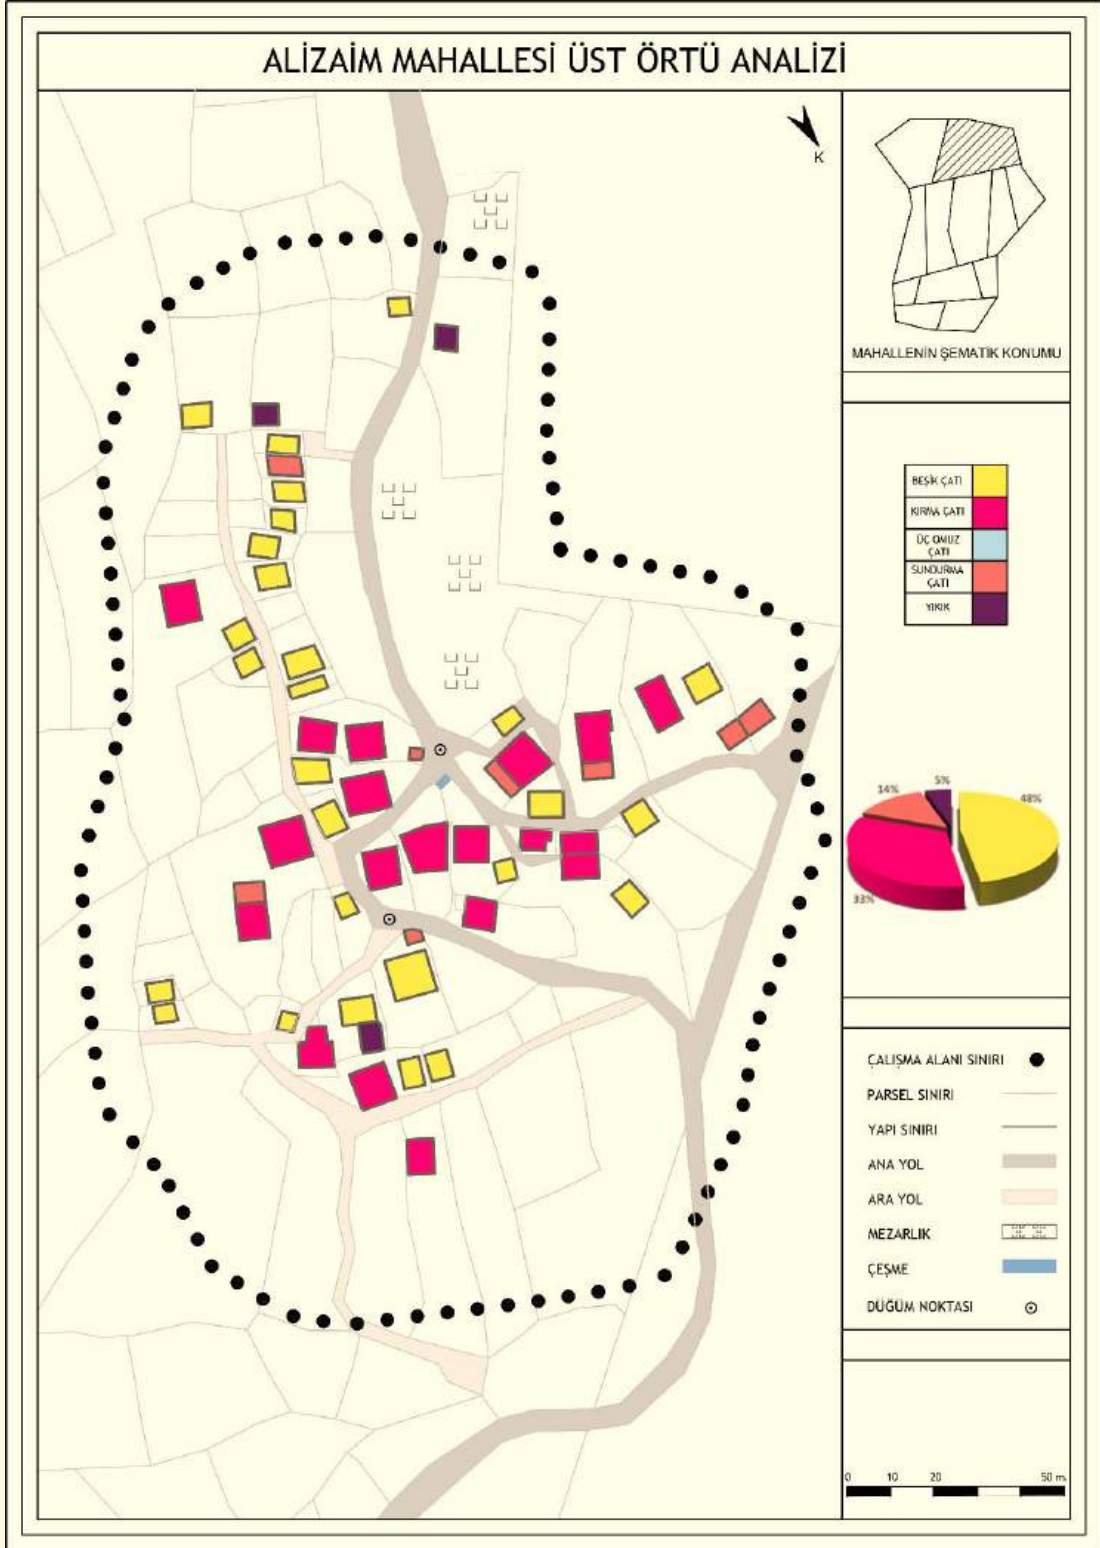 ALİZAİM MAHALLESİ ÜST ÖRTÜ ANALİZİ
K
MAHALLENİN ŞEMATİK KONUMU
BEŞİK ÇATI
KIRMA ÇATI
ÜÇ OMUZ
ÇATI
SUNDURMA
ÇATI
YIKIK
14%
5%
48%
33%
ÇALIŞMA ALANI SINIRI
PARSEL SINIRI
YAPI SINIRI
ANA YOL
ARA YOL
MEZARLIK
ÇEŞME
DÜĞÜM NOKTASI
0 10 20 50 m.